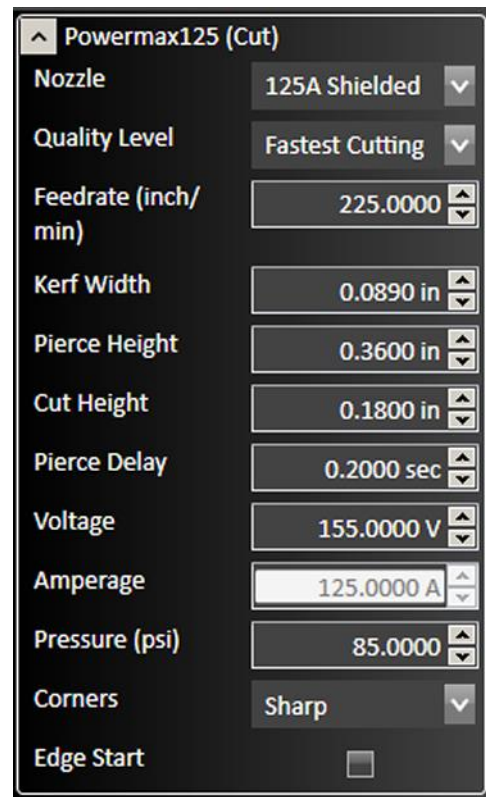 Powermax125 (Cut)
Nozzle 125A Shielded
Quality Level Fastest Cutting
Feedrate (inch/
min) 225.0000
Kerf Width 0.0890 in
Pierce Height 0.3600 in
Cut Height 0.1800 in
Pierce Delay 0.2000 sec
Voltage 155.0000 V
Amperage 125.0000 A
Pressure (psi) 85.0000
Corners Sharp
Edge Start